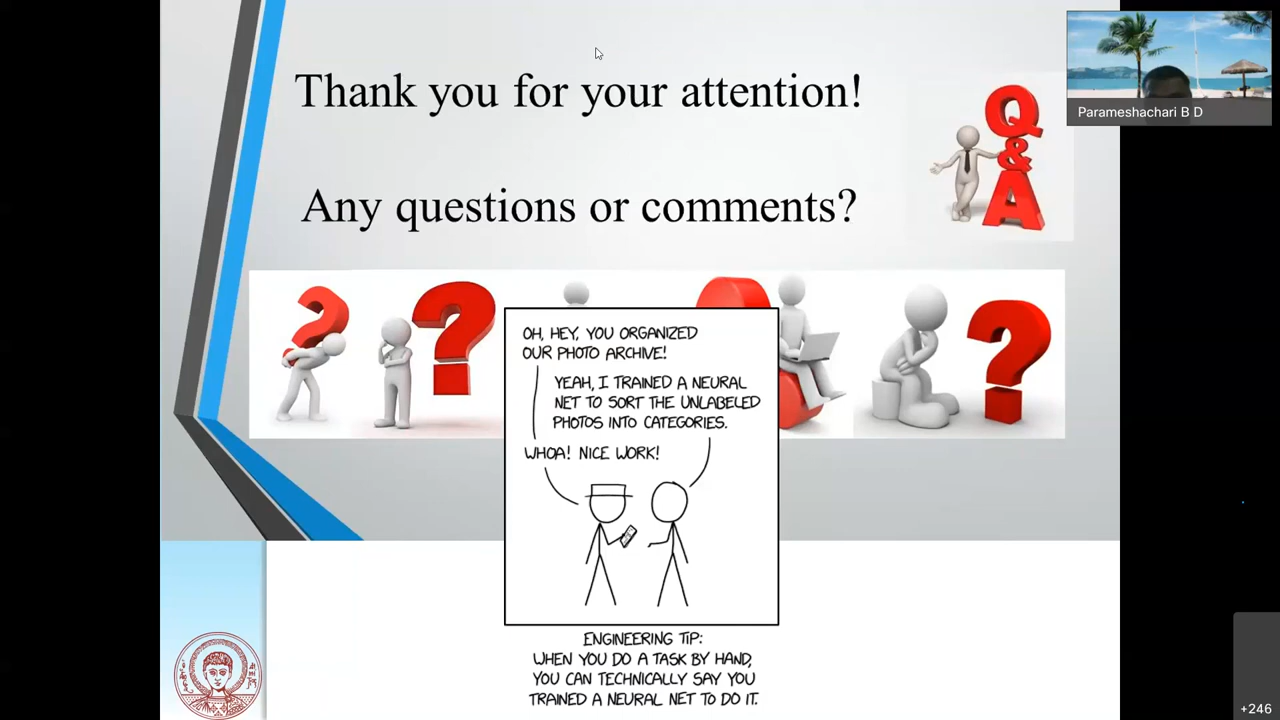 Thank you for your attention!
Any questions or comments?
Q
&
A
Parameshachari B D
OH, HEY, YOU ORGANIZED
OUR PHOTO ARCHIVE!
YEAH, I TRAINED A NEURAL
NET TO SORT THE UNLABELED
PHOTOS INTO CATEGORIES.
WHOA! NICE WORK!
ENGINEERING TIP:
WHEN YOU DO A TASK BY HAND,
YOU CAN TECHNICALLY SAY YOU
TRAINED A NEURAL NET TO DO IT.
+246